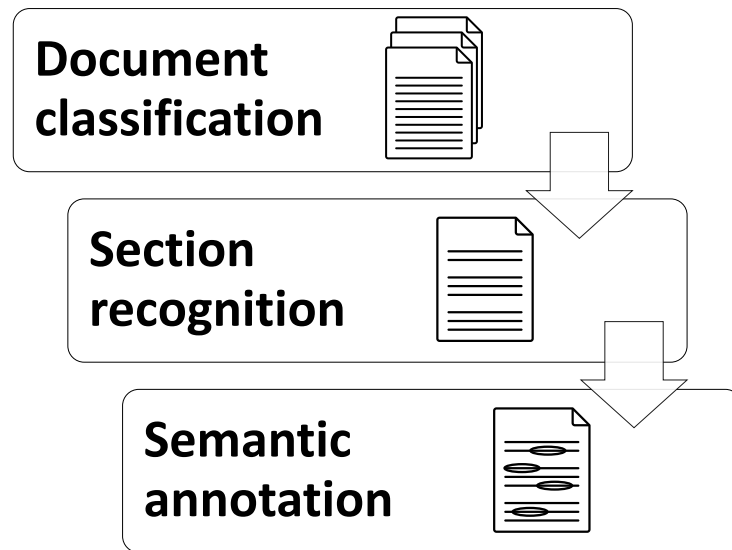 Document
classification
Section
recognition
Semantic
annotation